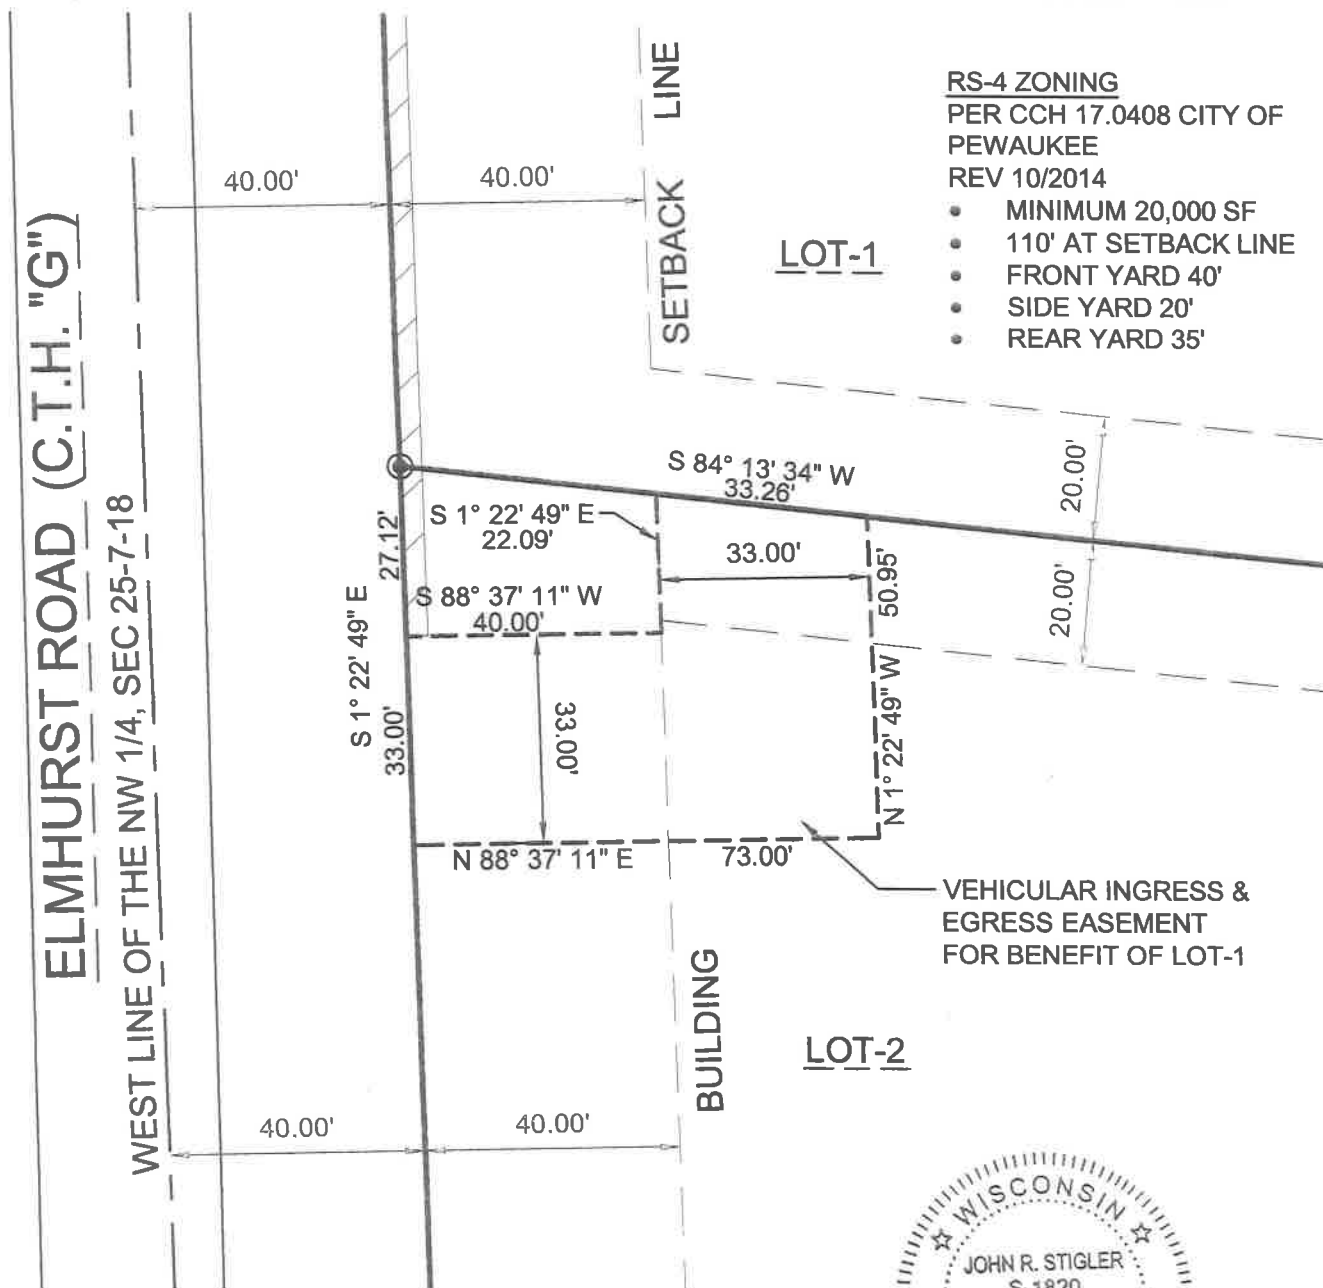 RS-4 ZONING
PER CCH 17.0408 CITY OF
PEWAUKEE
REV 10/2014
• MINIMUM 20,000 SF
• 110' AT SETBACK LINE
• FRONT YARD 40'
• SIDE YARD 20'
• REAR YARD 35'
40.00'
40.00'
SETBACK LINE
LOT-1
ELMHURST ROAD (C.T.H. "G")
WEST LINE OF THE NW 1/4, SEC 25-7-18
S 84° 13' 34" W
33.26'
20.00'
20.00'
27.12'
S 1° 22' 49" E
22.09'
33.00'
50.95'
S 88° 37' 11" W
40.00'
S 1° 22' 49" E
33.00'
33.00'
N 1° 22' 49" W
N 88° 37' 11" E
73.00'
VEHICULAR INGRESS &
EGRESS EASEMENT
FOR BENEFIT OF LOT-1
BUILDING
LOT-2
40.00'
40.00'
WISCONSIN
JOHN R. STIGLER
S-1820